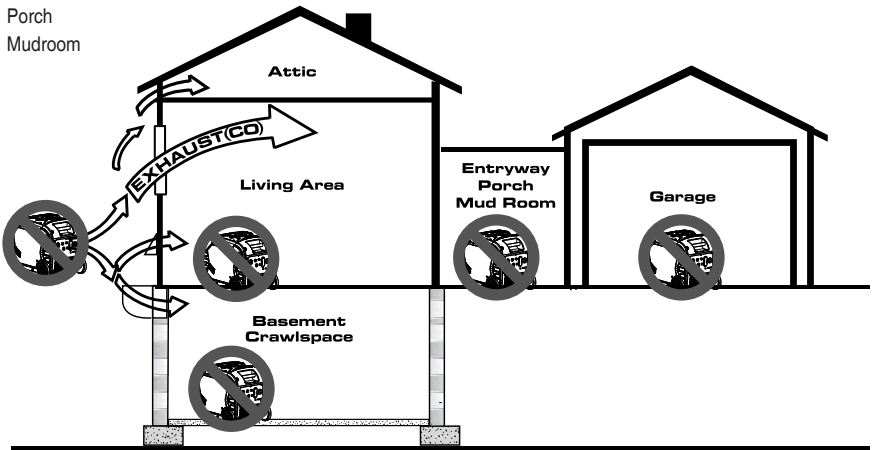 Porch
Mudroom
Attic
EXHAUST(CO)
Living Area
Entryway
Porch
Mud Room
Garage
Basement
Crawlspace